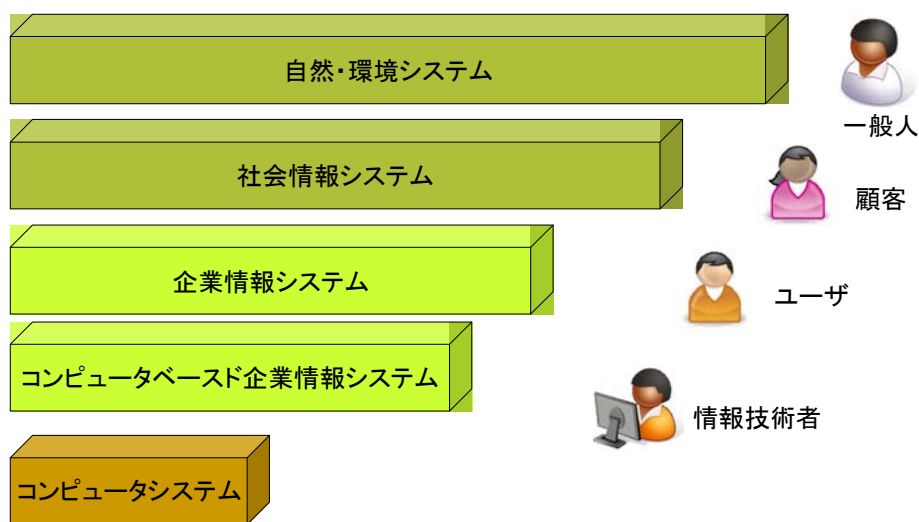 自然・環境システム
一般人
社会情報システム
顧客
企業情報システム
ユーザ
コンピュータベースド企業情報システム
情報技術者
コンピュータシステム